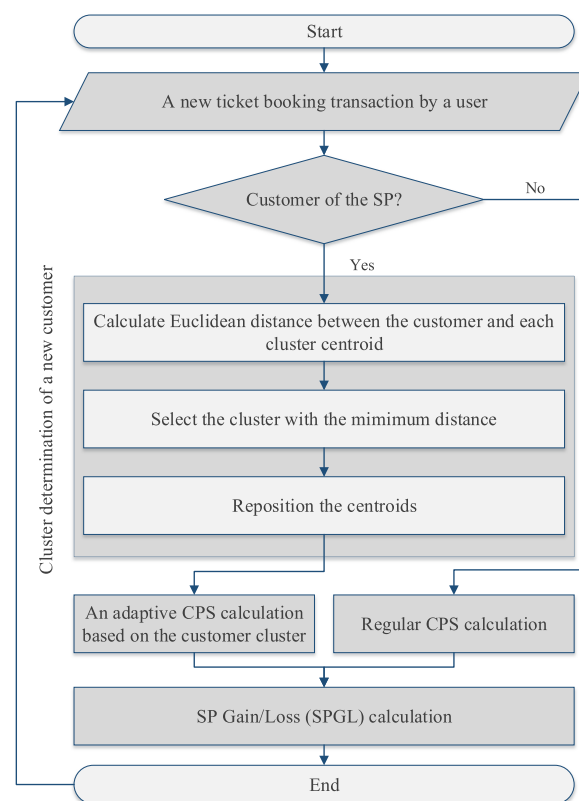 Start
A new ticket booking transaction by a user
Customer of the SP?
No
Yes
Cluster determination of a new customer
Calculate Euclidean distance between the customer and each
cluster centroid
Select the cluster with the mimimum distance
Reposition the centroids
An adaptive CPS calculation
based on the customer cluster
Regular CPS calculation
SP Gain/Loss (SPGL) calculation
End